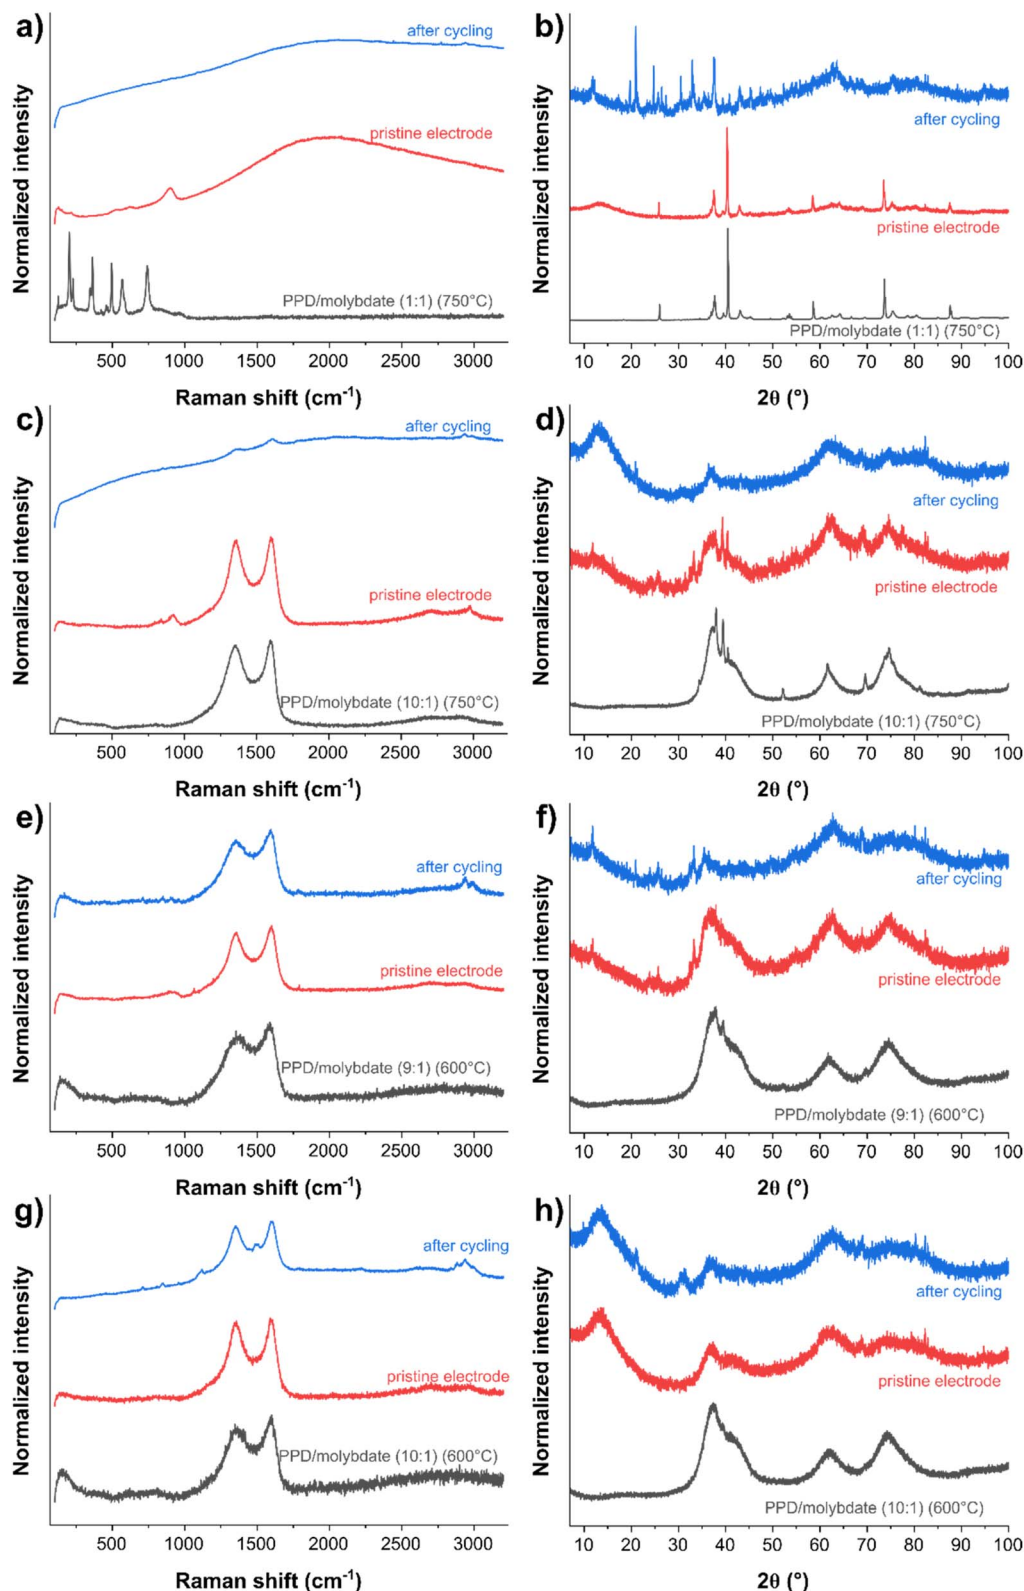 a)
after cycling
pristine electrode
PPD/molybdate (1:1) (750°C)
Normalized intensity
500 1000 1500 2000 2500 3000
Raman shift (cm⁻¹)
b)
after cycling
pristine electrode
PPD/molybdate (1:1) (750°C)
Normalized intensity
10 20 30 40 50 60 70 80 90 100
2θ (°)
c)
after cycling
pristine electrode
PPD/molybdate (10:1) (750°C)
Normalized intensity
500 1000 1500 2000 2500 3000
Raman shift (cm⁻¹)
d)
after cycling
pristine electrode
PPD/molybdate (10:1) (750°C)
Normalized intensity
10 20 30 40 50 60 70 80 90 100
2θ (°)
e)
after cycling
pristine electrode
PPD/molybdate (9:1) (600°C)
Normalized intensity
500 1000 1500 2000 2500 3000
Raman shift (cm⁻¹)
f)
after cycling
pristine electrode
PPD/molybdate (9:1) (600°C)
Normalized intensity
10 20 30 40 50 60 70 80 90 100
2θ (°)
g)
after cycling
pristine electrode
PPD/molybdate (10:1) (600°C)
Normalized intensity
500 1000 1500 2000 2500 3000
Raman shift (cm⁻¹)
h)
after cycling
pristine electrode
PPD/molybdate (10:1) (600°C)
Normalized intensity
10 20 30 40 50 60 70 80 90 100
2θ (°)